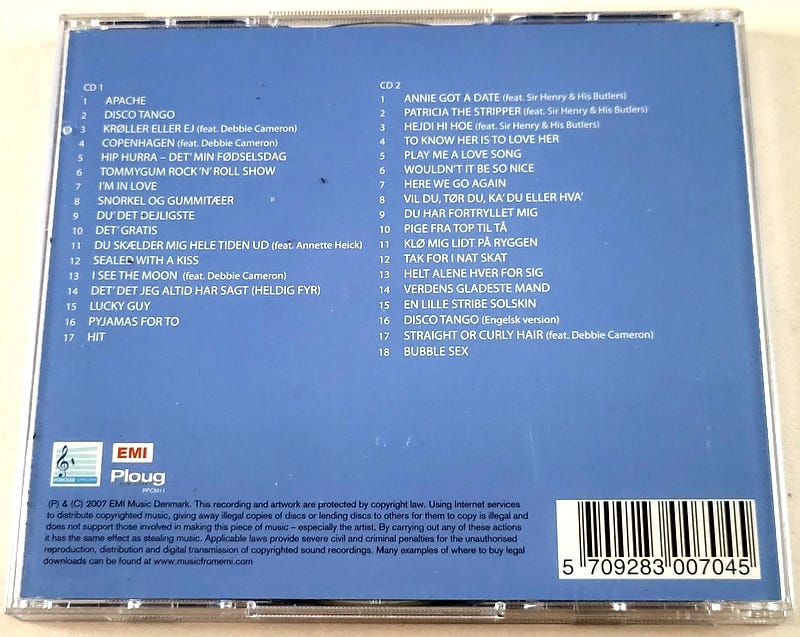 CD 1
1 APACHE
2 DISCO TANGO
3 KRØLLER ELLER EJ (feat. Debbie Cameron)
4 COPENHAGEN (feat. Debbie Cameron)
5 HIP HURRA – DET' MIN FØDSELSDAG
6 TOMMYGUM ROCK 'N' ROLL SHOW
7 I'M IN LOVE
8 SNORKEL OG GUMMITÆER
9 DU' DET DEJLIGSTE
10 DET' GRATIS
11 DU SKÆLDER MIG HELE TIDEN UD (feat. Annette Heick)
12 SEALED WITH A KISS
13 I SEE THE MOON (feat. Debbie Cameron)
14 DET' DET JEG ALTID HAR SAGT (HELDIG FYR)
15 LUCKY GUY
16 PYJAMAS FOR TO
17 HIT
CD 2
1 ANNIE GOT A DATE (feat. Sir Henry & His Butlers)
2 PATRICIA THE STRIPPER (feat. Sir Henry & His Butlers)
3 HEJDI HI HOE (feat. Sir Henry & His Butlers)
4 TO KNOW HER IS TO LOVE HER
5 PLAY ME A LOVE SONG
6 WOULDN'T IT BE SO NICE
7 HERE WE GO AGAIN
8 VIL DU, TØR DU, KA' DU ELLER HVA'
9 DU HAR FORTRYLLET MIG
10 PIGE FRA TOP TIL TÅ
11 KLØ MIG LIDT PÅ RYGGEN
12 TAK FOR I NAT SKAT
13 HELT ALENE HVER FOR SIG
14 VERDENS GLADESTE MAND
15 EN LILLE STRIBE SOLSKIN
16 DISCO TANGO (Engelsk version)
17 STRAIGHT OR CURLY HAIR (feat. Debbie Cameron)
18 BUBBLE SEX
EMI
Ploug
(P) & (C) 2007 EMI Music Denmark. This recording and artwork are protected by copyright law. Using Internet services
to distribute copyrighted music, giving away illegal copies of discs or lending discs to others for them to copy is illegal and
does not support those involved in making this piece of music – especially the artist. By carrying out any of these actions
it has the same effect as stealing music. Applicable laws provide severe civil and criminal penalties for the unauthorised
reproduction, distribution and digital transmission of copyrighted sound recordings. Many examples of where to buy legal
downloads can be found at www.musicfromemi.com
5 709283 007045